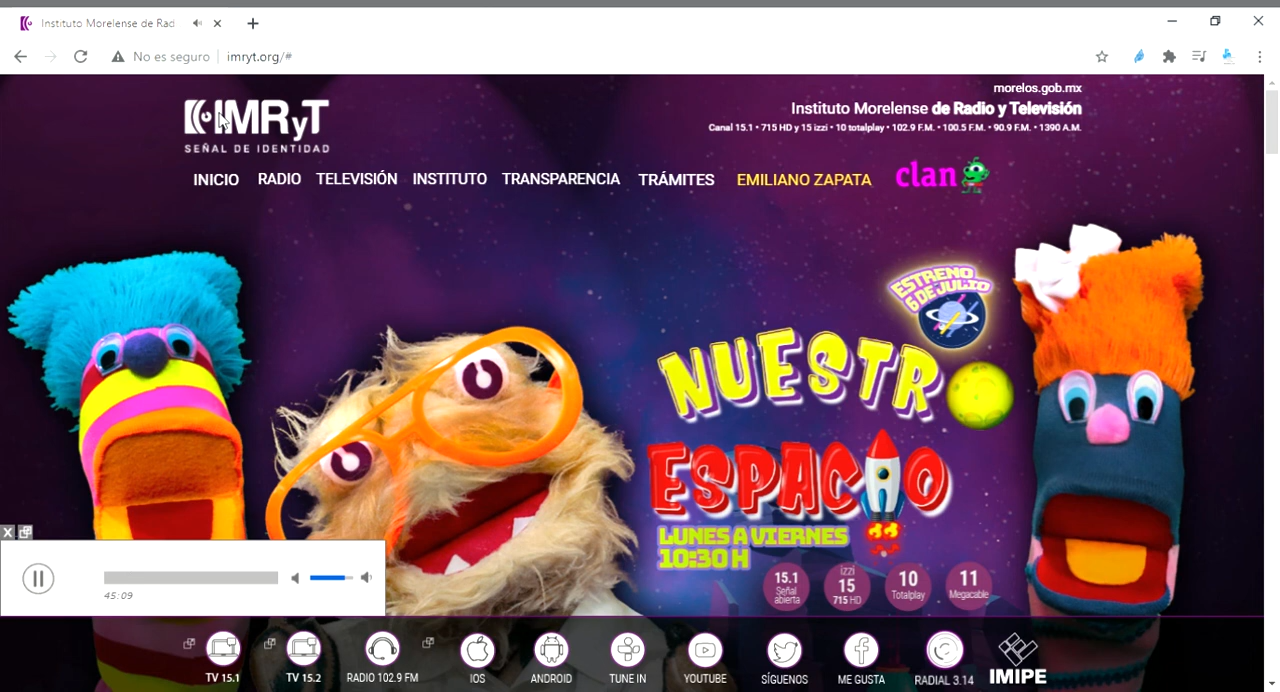 Instituto Morelense de Rad
No es seguro
imryt.org/#
morelos.gob.mx
IMRyT
Instituto Morelense de Radio y Televisión
SEÑAL DE IDENTIDAD
Canal 15.1 • 715 HD y 15 izzi • 10 totalplay • 102.9 F.M. • 100.5 F.M. • 90.9 F.M. • 1390 A.M.
INICIO RADIO TELEVISIÓN INSTITUTO TRANSPARENCIA TRÁMITES EMILIANO ZAPATA clan
ESTRENO
6 DE JULIO
NUESTRO
ESPACIO
LUNES A VIERNES
10:30 H
15.1
Señal
abierta
izzi
15
715 HD
10
Totalplay
11
Megacable
45:09
TV 15.1 TV 15.2 RADIO 102.9 FM IOS ANDROID TUNE IN YOUTUBE SÍGUENOS ME GUSTA RADIAL 3.14 IMIPE